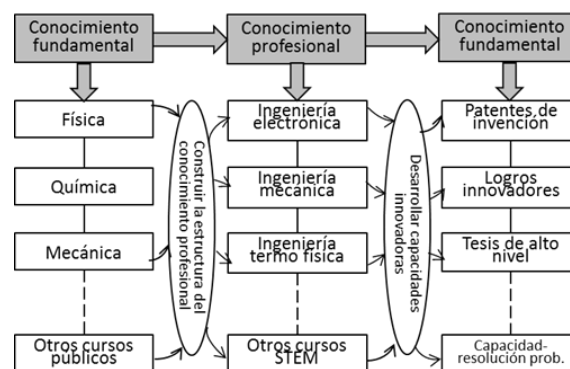 Conocimiento
fundamental
Conocimiento
profesional
Conocimiento
fundamental
Física
Química
Mecánica
Otros cursos
públicos
Construir la estructura del
conocimiento profesional
Ingeniería
electrónica
Ingeniería
mecánica
Ingeniería
termo física
Otros cursos
STEM
Desarrollar capacidades
innovadoras
Patentes de
invención
Logros
innovadores
Tesis de alto
nivel
Capacidad-
resolución prob.